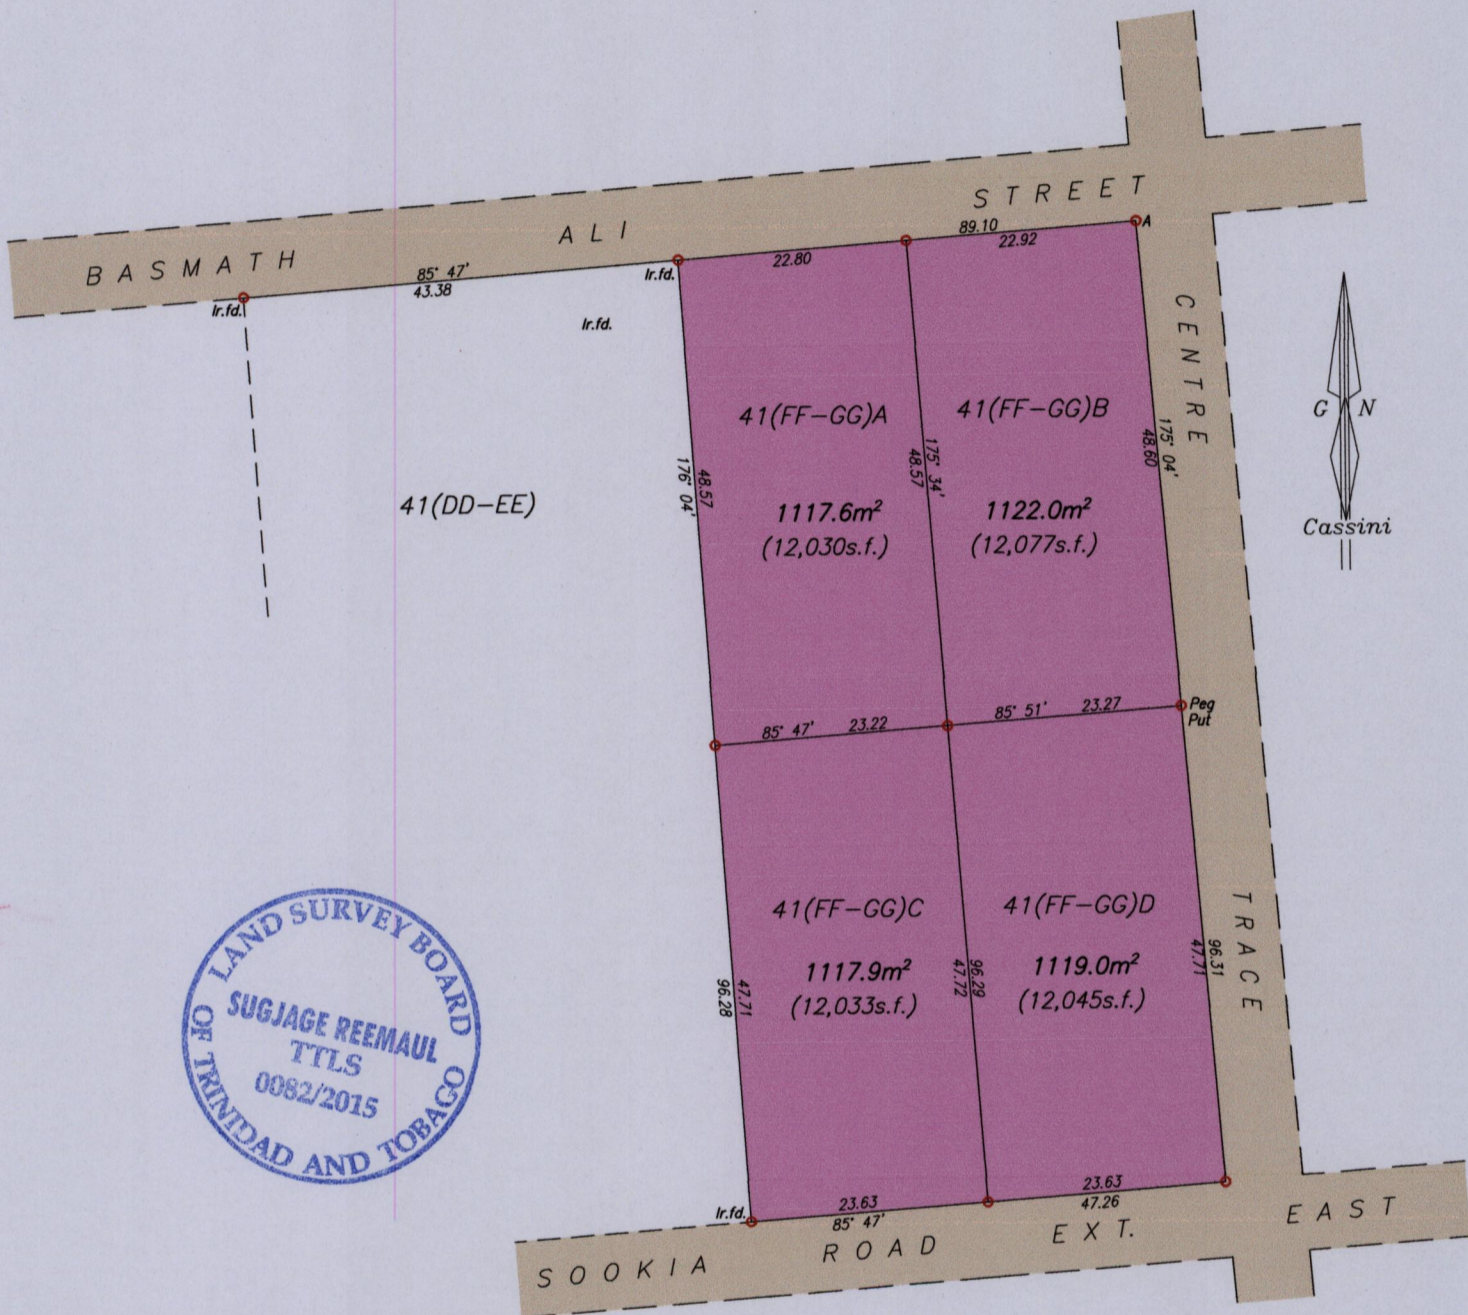 BASMATH ALI STREET
85° 47'
43.38
Ir.fd.
Ir.fd.
Ir.fd.
22.80
89.10
22.92
A
CENTRE TRACE
175° 04'
48.60
G N
Cassini
41(DD-EE)
176° 04'
48.57
41(FF-GG)A
1117.6m²
(12,030s.f.)
175° 34'
48.57
41(FF-GG)B
1122.0m²
(12,077s.f.)
85° 47' 23.22
85° 51' 23.27
Peg
Put
41(FF-GG)C
1117.9m²
(12,033s.f.)
47.71
96.28
96.29
47.72
41(FF-GG)D
1119.0m²
(12,045s.f.)
96.31
47.71
Ir.fd.
23.63
85° 47'
23.63
47.26
SOOKIA ROAD EXT. EAST
LAND SURVEY BOARD
SUGJAGE REEMAUL
TTLS
0082/2015
OF TRINIDAD AND TOBAGO